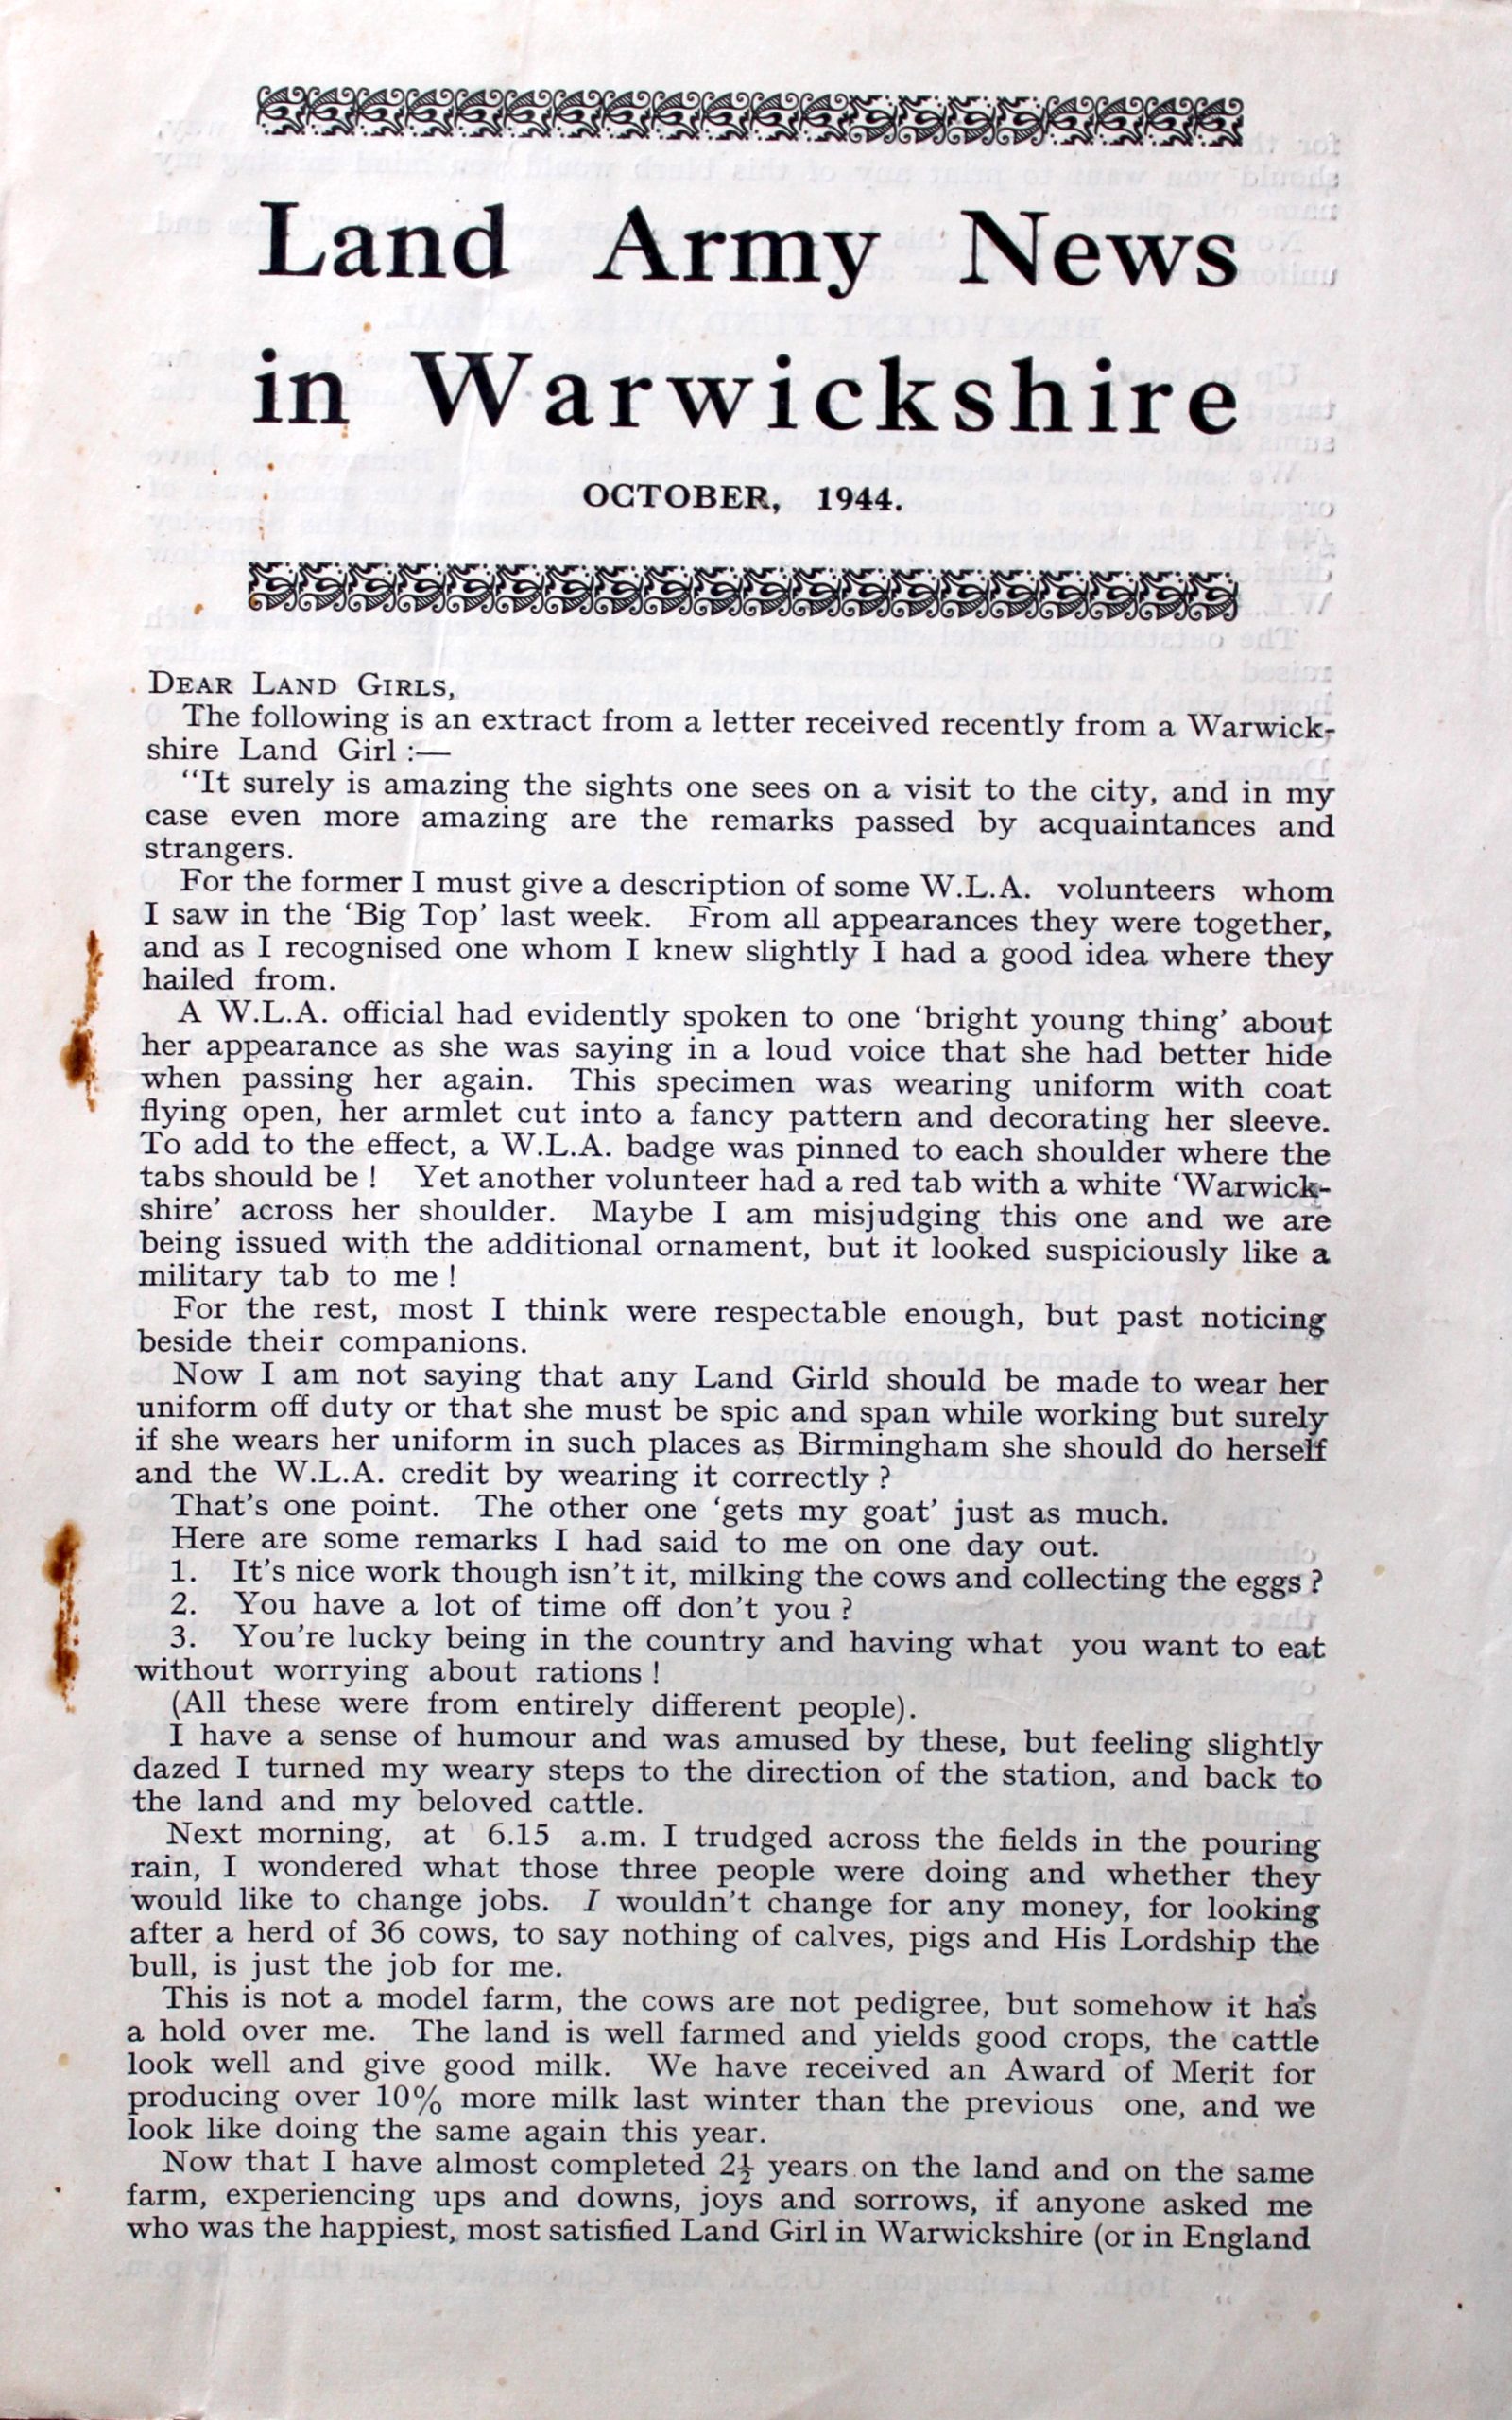 Land Army News
in Warwickshire
OCTOBER, 1944.
DEAR LAND GIRLS,
The following is an extract from a letter received recently from a Warwick-
shire Land Girl :—
"It surely is amazing the sights one sees on a visit to the city, and in my
case even more amazing are the remarks passed by acquaintances and
strangers.
For the former I must give a description of some W.L.A. volunteers whom
I saw in the 'Big Top' last week. From all appearances they were together,
and as I recognised one whom I knew slightly I had a good idea where they
hailed from.
A W.L.A. official had evidently spoken to one 'bright young thing' about
her appearance as she was saying in a loud voice that she had better hide
when passing her again. This specimen was wearing uniform with coat
flying open, her armlet cut into a fancy pattern and decorating her sleeve.
To add to the effect, a W.L.A. badge was pinned to each shoulder where the
tabs should be ! Yet another volunteer had a red tab with a white 'Warwick-
shire' across her shoulder. Maybe I am misjudging this one and we are
being issued with the additional ornament, but it looked suspiciously like a
military tab to me !
For the rest, most I think were respectable enough, but past noticing
beside their companions.
Now I am not saying that any Land Girld should be made to wear her
uniform off duty or that she must be spic and span while working but surely
if she wears her uniform in such places as Birmingham she should do herself
and the W.L.A. credit by wearing it correctly ?
That's one point. The other one 'gets my goat' just as much.
Here are some remarks I had said to me on one day out.
1. It's nice work though isn't it, milking the cows and collecting the eggs ?
2. You have a lot of time off don't you ?
3. You're lucky being in the country and having what you want to eat
without worrying about rations !
(All these were from entirely different people).
I have a sense of humour and was amused by these, but feeling slightly
dazed I turned my weary steps to the direction of the station, and back to
the land and my beloved cattle.
Next morning, at 6.15 a.m. I trudged across the fields in the pouring
rain, I wondered what those three people were doing and whether they
would like to change jobs. I wouldn't change for any money, for looking
after a herd of 36 cows, to say nothing of calves, pigs and His Lordship the
bull, is just the job for me.
This is not a model farm, the cows are not pedigree, but somehow it has
a hold over me. The land is well farmed and yields good crops, the cattle
look well and give good milk. We have received an Award of Merit for
producing over 10% more milk last winter than the previous one, and we
look like doing the same again this year.
Now that I have almost completed 2½ years on the land and on the same
farm, experiencing ups and downs, joys and sorrows, if anyone asked me
who was the happiest, most satisfied Land Girl in Warwickshire (or in England